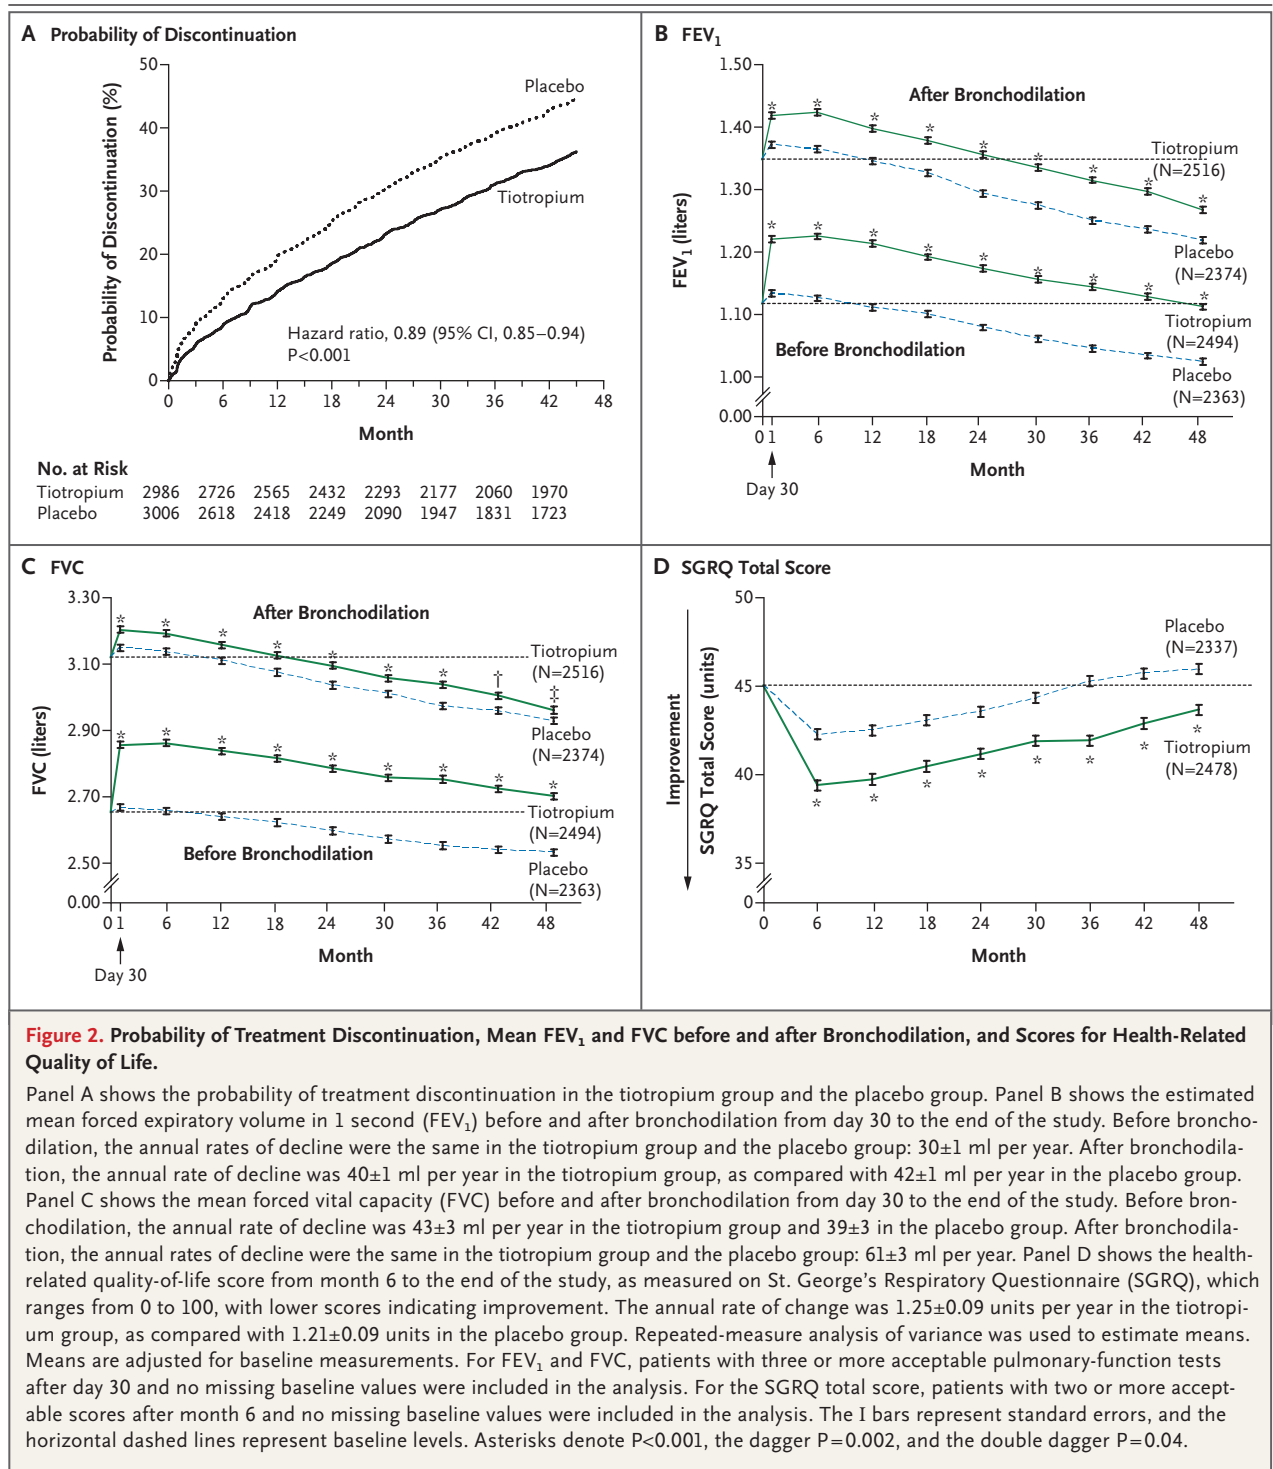 A Probability of Discontinuation
50
40
30
20
10
0
Probability of Discontinuation (%)
Placebo
Tiotropium
Hazard ratio, 0.89 (95% CI, 0.85–0.94)
P<0.001
0 6 12 18 24 30 36 42 48
Month
No. at Risk
Tiotropium 2986 2726 2565 2432 2293 2177 2060 1970
Placebo 3006 2618 2418 2249 2090 1947 1831 1723
B FEV1
1.50
1.40
1.30
1.20
1.10
1.00
0.00
FEV1 (liters)
After Bronchodilation
* * * * * * * * *
Tiotropium
(N=2516)
Placebo
(N=2374)
* * * * * * * * *
Tiotropium
(N=2494)
Before Bronchodilation
Placebo
(N=2363)
0 1 6 12 18 24 30 36 42 48
Month
Day 30
C FVC
3.30
3.10
2.90
2.70
2.50
0.00
FVC (liters)
After Bronchodilation
* * * * * * * † ‡
Tiotropium
(N=2516)
Placebo
(N=2374)
* * * * * * * * *
Tiotropium
(N=2494)
Before Bronchodilation
Placebo
(N=2363)
0 1 6 12 18 24 30 36 42 48
Month
Day 30
D SGRQ Total Score
50
45
40
35
0
Improvement
SGRQ Total Score (units)
Placebo
(N=2337)
Tiotropium
(N=2478)
* * * * * * * *
0 6 12 18 24 30 36 42 48
Month
Figure 2. Probability of Treatment Discontinuation, Mean FEV1 and FVC before and after Bronchodilation, and Scores for Health-Related
Quality of Life.
Panel A shows the probability of treatment discontinuation in the tiotropium group and the placebo group. Panel B shows the estimated
mean forced expiratory volume in 1 second (FEV1) before and after bronchodilation from day 30 to the end of the study. Before broncho-
dilation, the annual rates of decline were the same in the tiotropium group and the placebo group: 30±1 ml per year. After bronchodila-
tion, the annual rate of decline was 40±1 ml per year in the tiotropium group, as compared with 42±1 ml per year in the placebo group.
Panel C shows the mean forced vital capacity (FVC) before and after bronchodilation from day 30 to the end of the study. Before bron-
chodilation, the annual rate of decline was 43±3 ml per year in the tiotropium group and 39±3 in the placebo group. After bronchodila-
tion, the annual rates of decline were the same in the tiotropium group and the placebo group: 61±3 ml per year. Panel D shows the health-
related quality-of-life score from month 6 to the end of the study, as measured on St. George's Respiratory Questionnaire (SGRQ), which
ranges from 0 to 100, with lower scores indicating improvement. The annual rate of change was 1.25±0.09 units per year in the tiotropi-
um group, as compared with 1.21±0.09 units in the placebo group. Repeated-measure analysis of variance was used to estimate means.
Means are adjusted for baseline measurements. For FEV1 and FVC, patients with three or more acceptable pulmonary-function tests
after day 30 and no missing baseline values were included in the analysis. For the SGRQ total score, patients with two or more accept-
able scores after month 6 and no missing baseline values were included in the analysis. The I bars represent standard errors, and the
horizontal dashed lines represent baseline levels. Asterisks denote P<0.001, the dagger P=0.002, and the double dagger P=0.04.